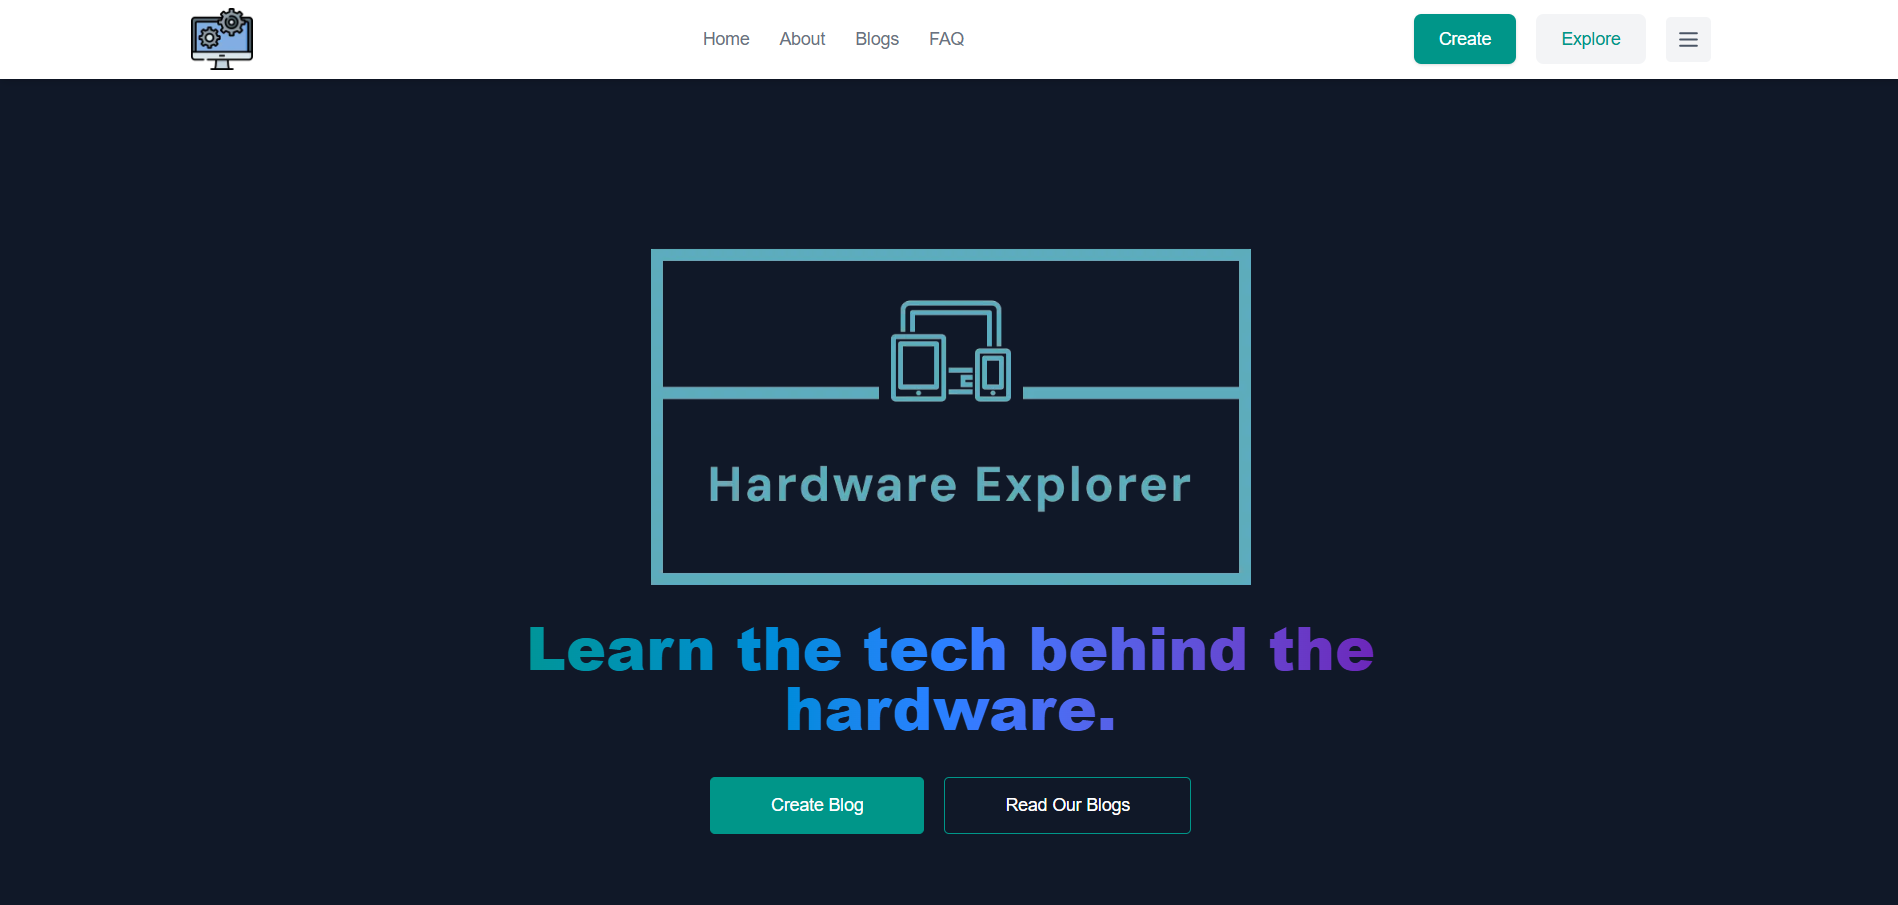 Home About Blogs FAQ Create Explore
Hardware Explorer
Learn the tech behind the
hardware.
Create Blog Read Our Blogs